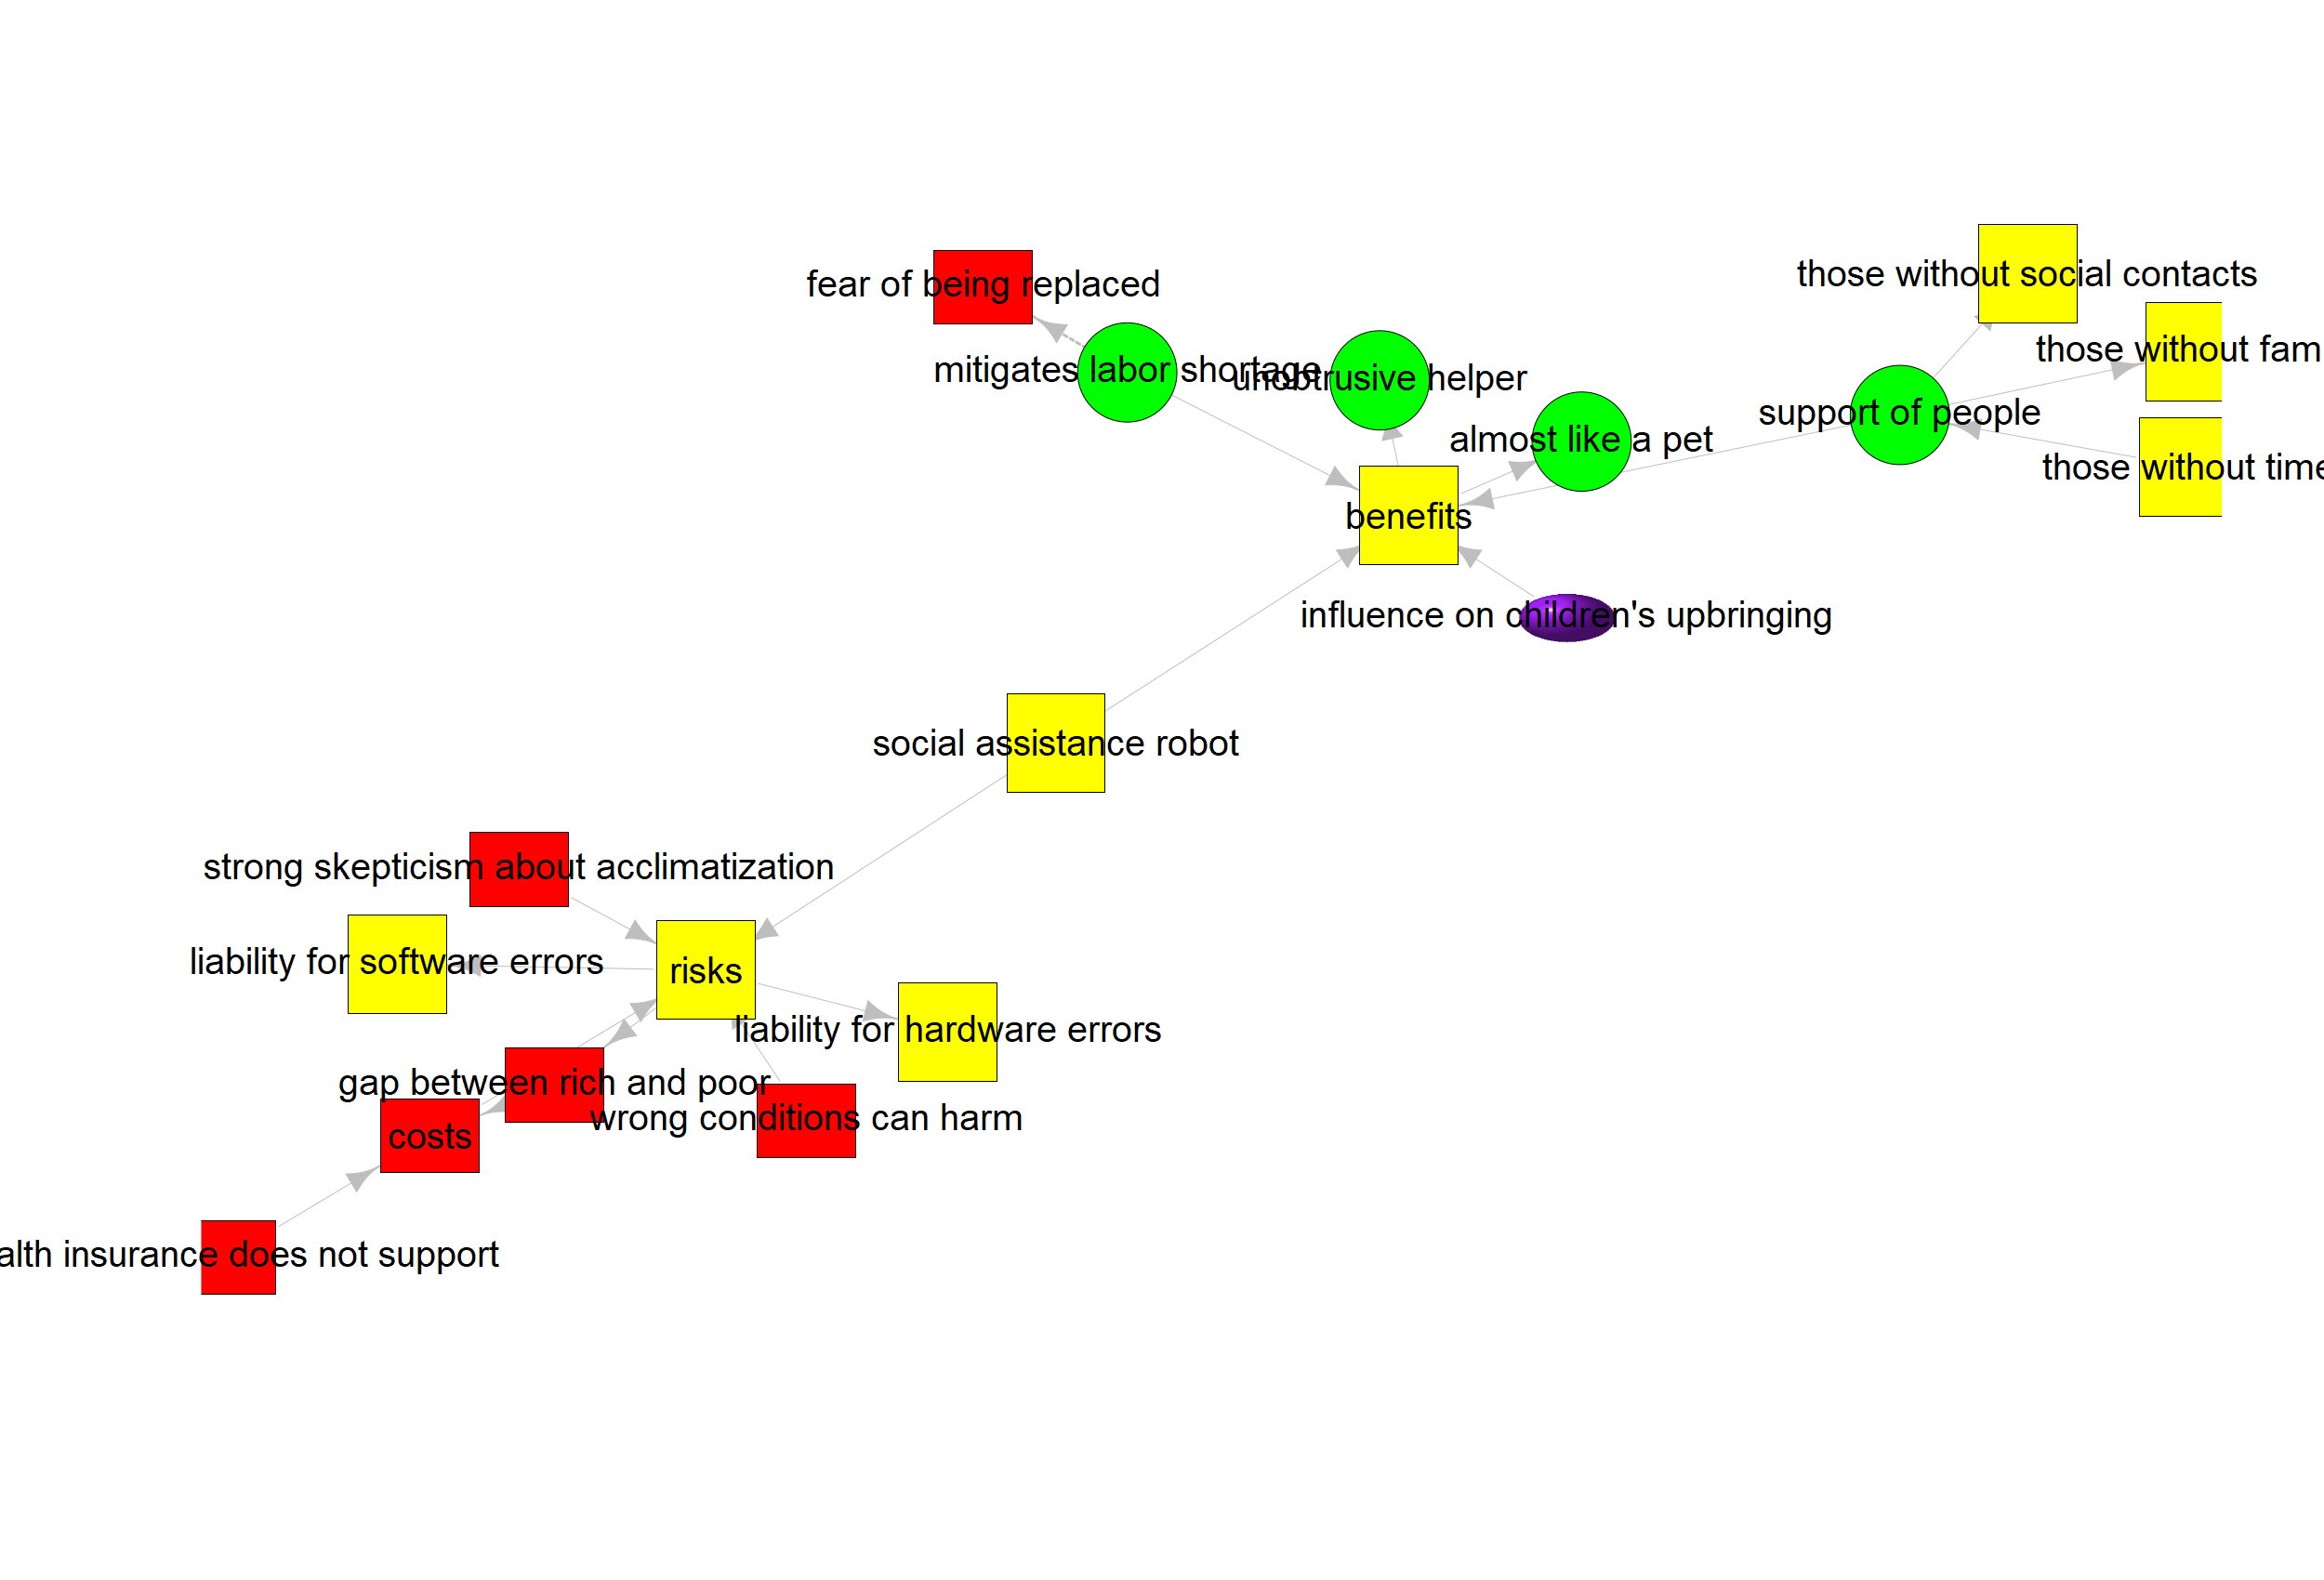 those without social contacts
fear of being replaced
those without fam
mitigates labor shortage
unobtrusive helper
support of people
almost like a pet
those without time
benefits
influence on children's upbringing
social assistance robot
strong skepticism about acclimatization
liability for software errors
risks
liability for hardware errors
gap between rich and poor
wrong conditions can harm
costs
alth insurance does not support